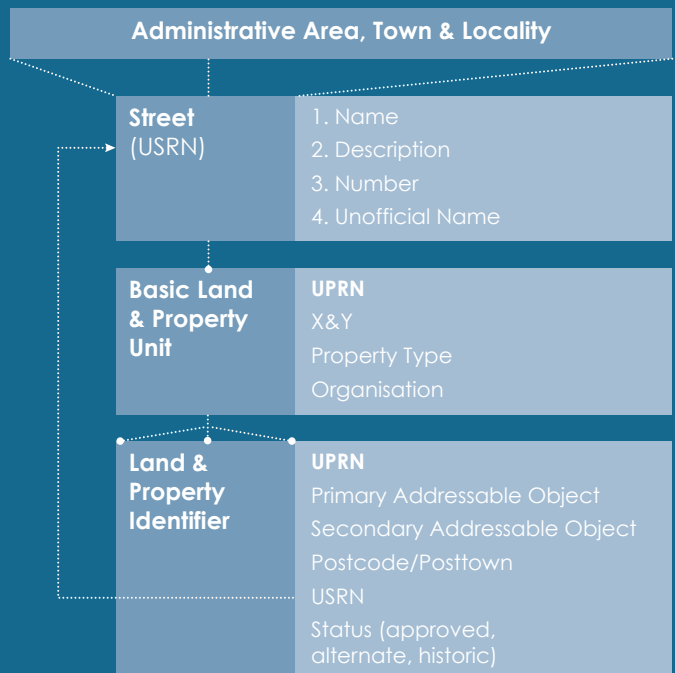 Administrative Area, Town & Locality
Street
(USRN)
1. Name
2. Description
3. Number
4. Unofficial Name
Basic Land
& Property
Unit
UPRN
X&Y
Property Type
Organisation
Land &
Property
Identifier
UPRN
Primary Addressable Object
Secondary Addressable Object
Postcode/Posttown
USRN
Status (approved,
alternate, historic)